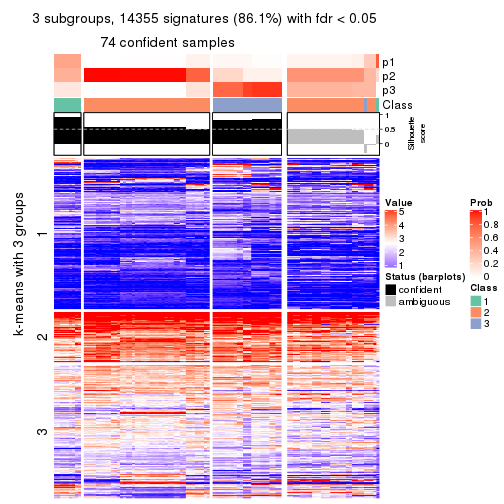 3 subgroups, 14355 signatures (86.1%) with fdr < 0.05
74 confident samples
p1
p2
p3
Class
1
0.5
0
Silhouette
score
k-means with 3 groups
1
2
3
Value
5
4
3
2
1
Status (barplots)
confident
ambiguous
Prob
1
0.8
0.6
0.4
0.2
0
Class
1
2
3